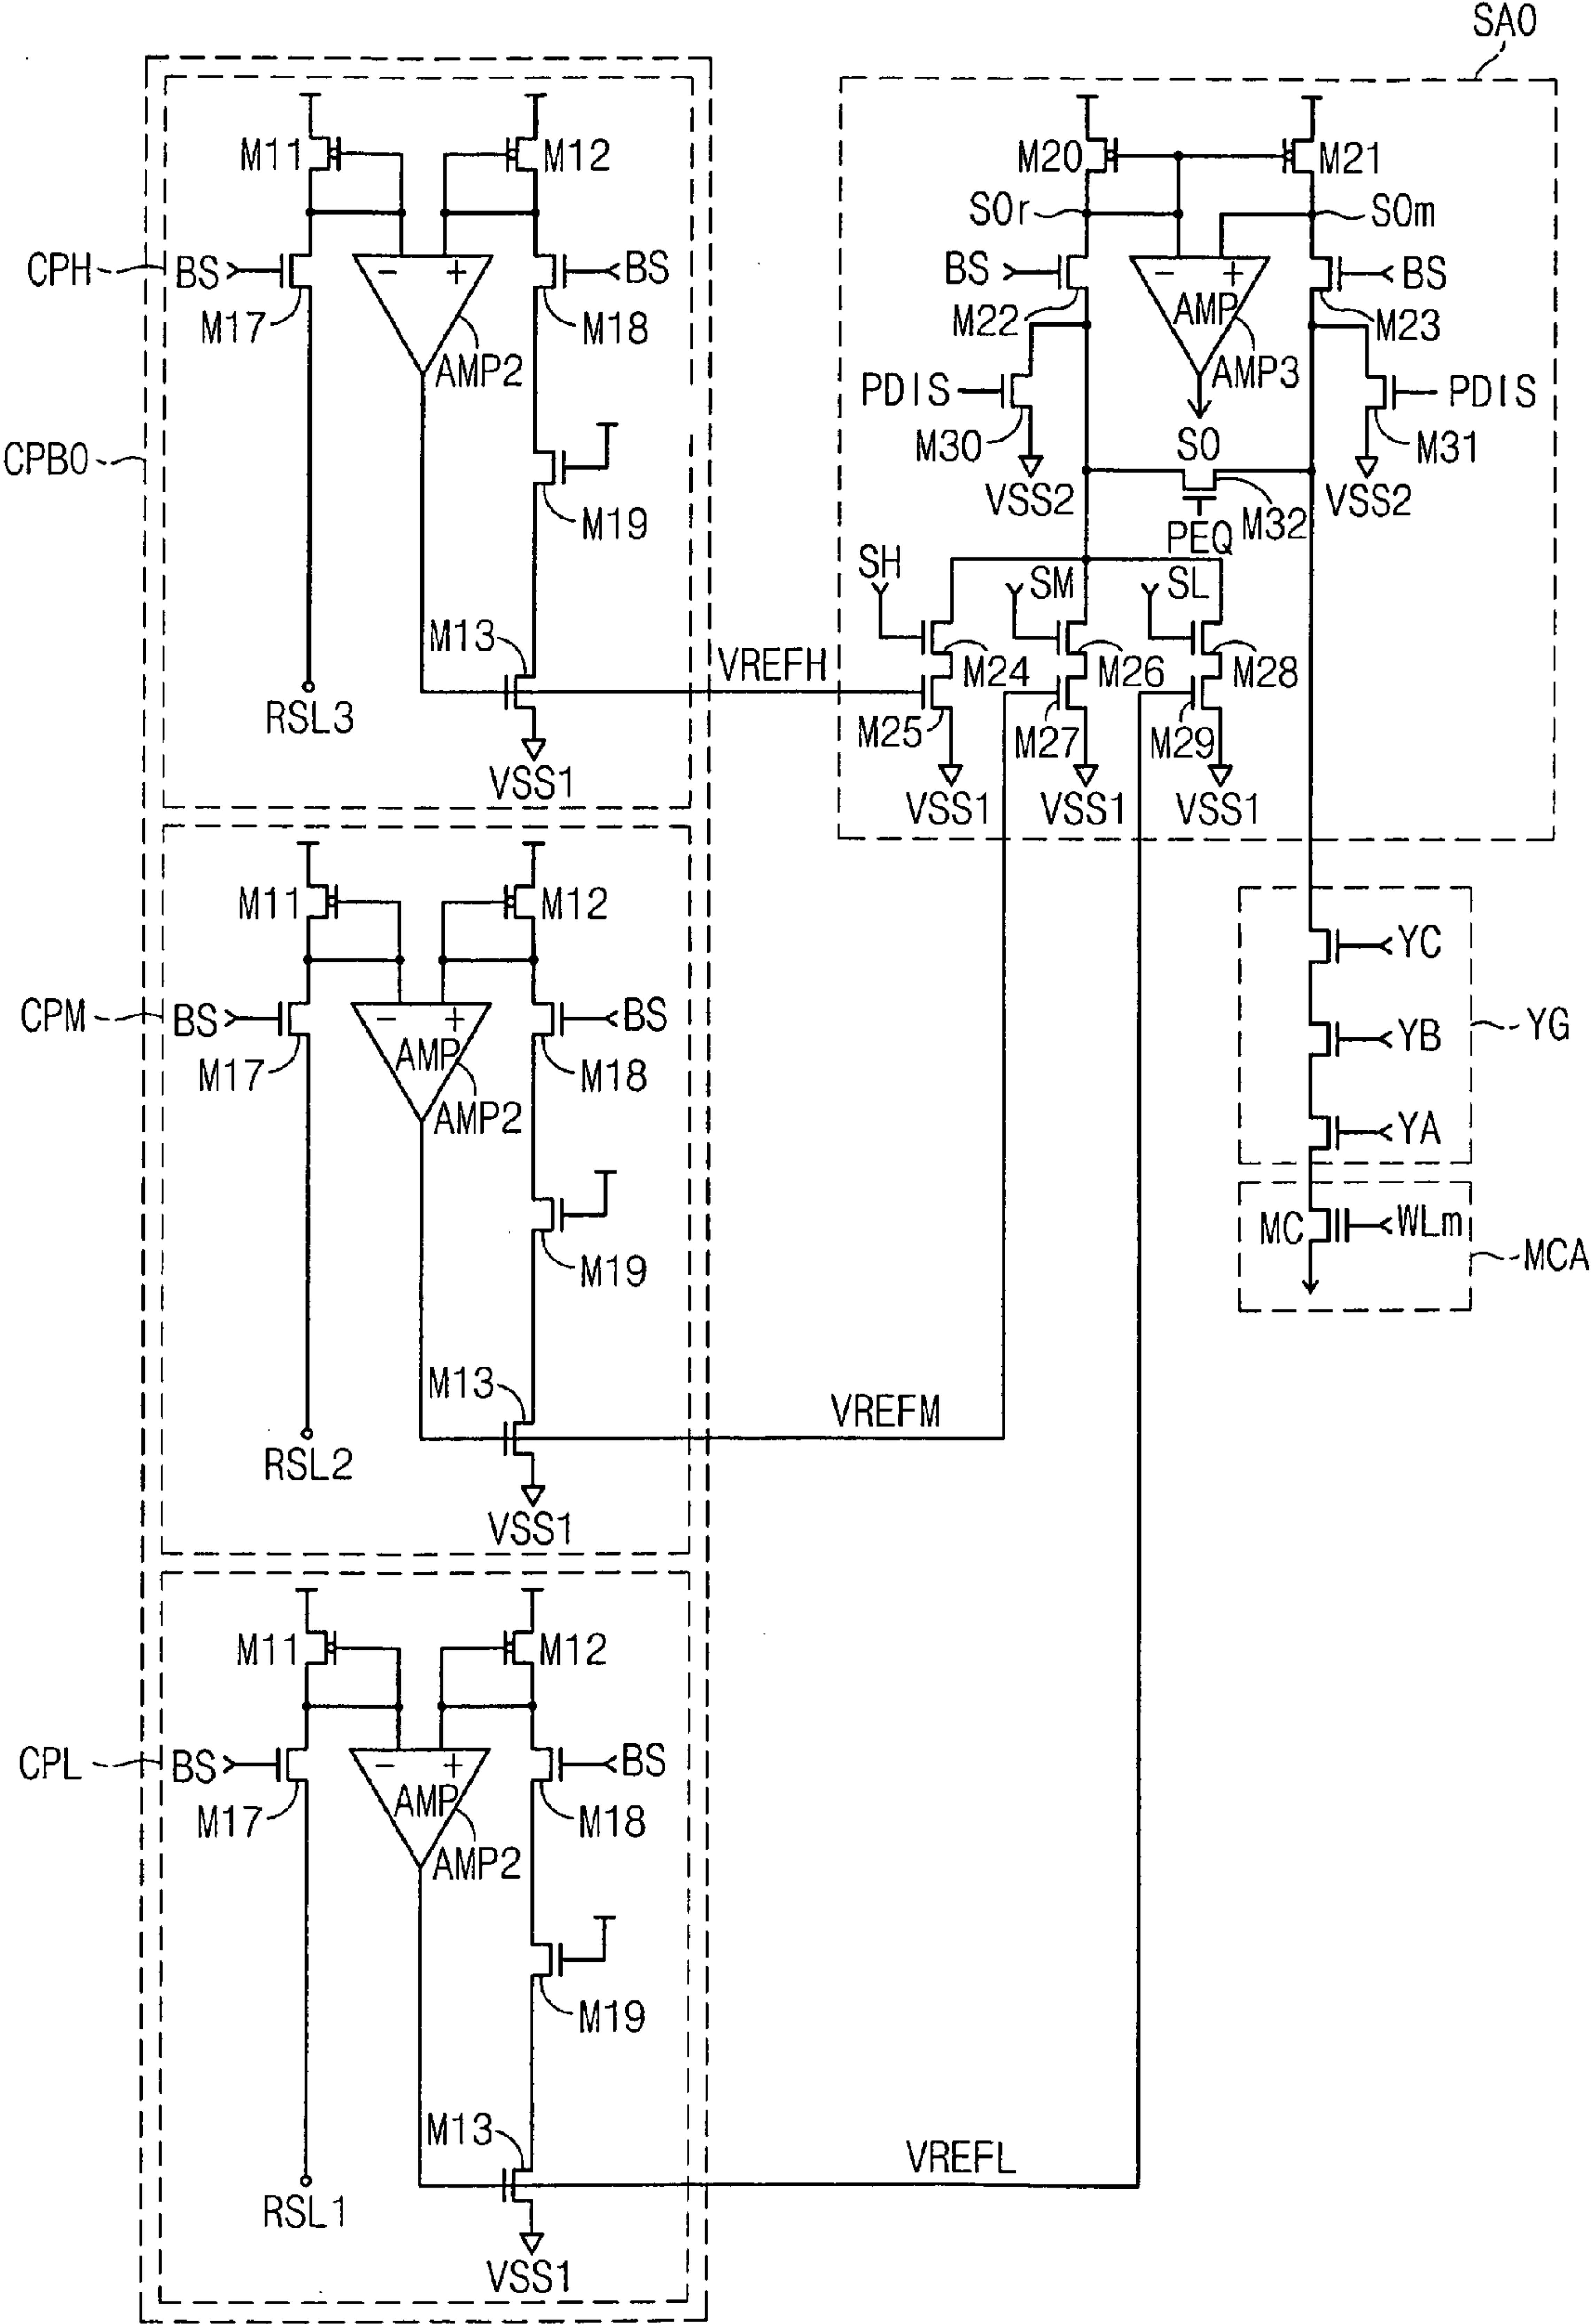 SA0
M11
M12
M20
M21
S0r
S0m
CPH
BS
−
+
BS
BS
−
+
BS
M17
M18
M22
AMP
M23
AMP2
AMP3
PDIS
PDIS
M30
M31
CPB0
S0
VSS2
VSS2
M19
PEQ
M32
SH
SM
SL
M13
VREFH
M24
M26
M28
RSL3
M25
M27
M29
VSS1
VSS1
VSS1
VSS1
M11
M12
YC
CPM
BS
−
+
BS
YG
YB
AMP
M17
M18
AMP2
YA
MC
WLm
MCA
M19
M13
VREFM
RSL2
VSS1
M11
M12
CPL
BS
−
+
BS
AMP
M17
M18
AMP2
M19
M13
VREFL
RSL1
VSS1